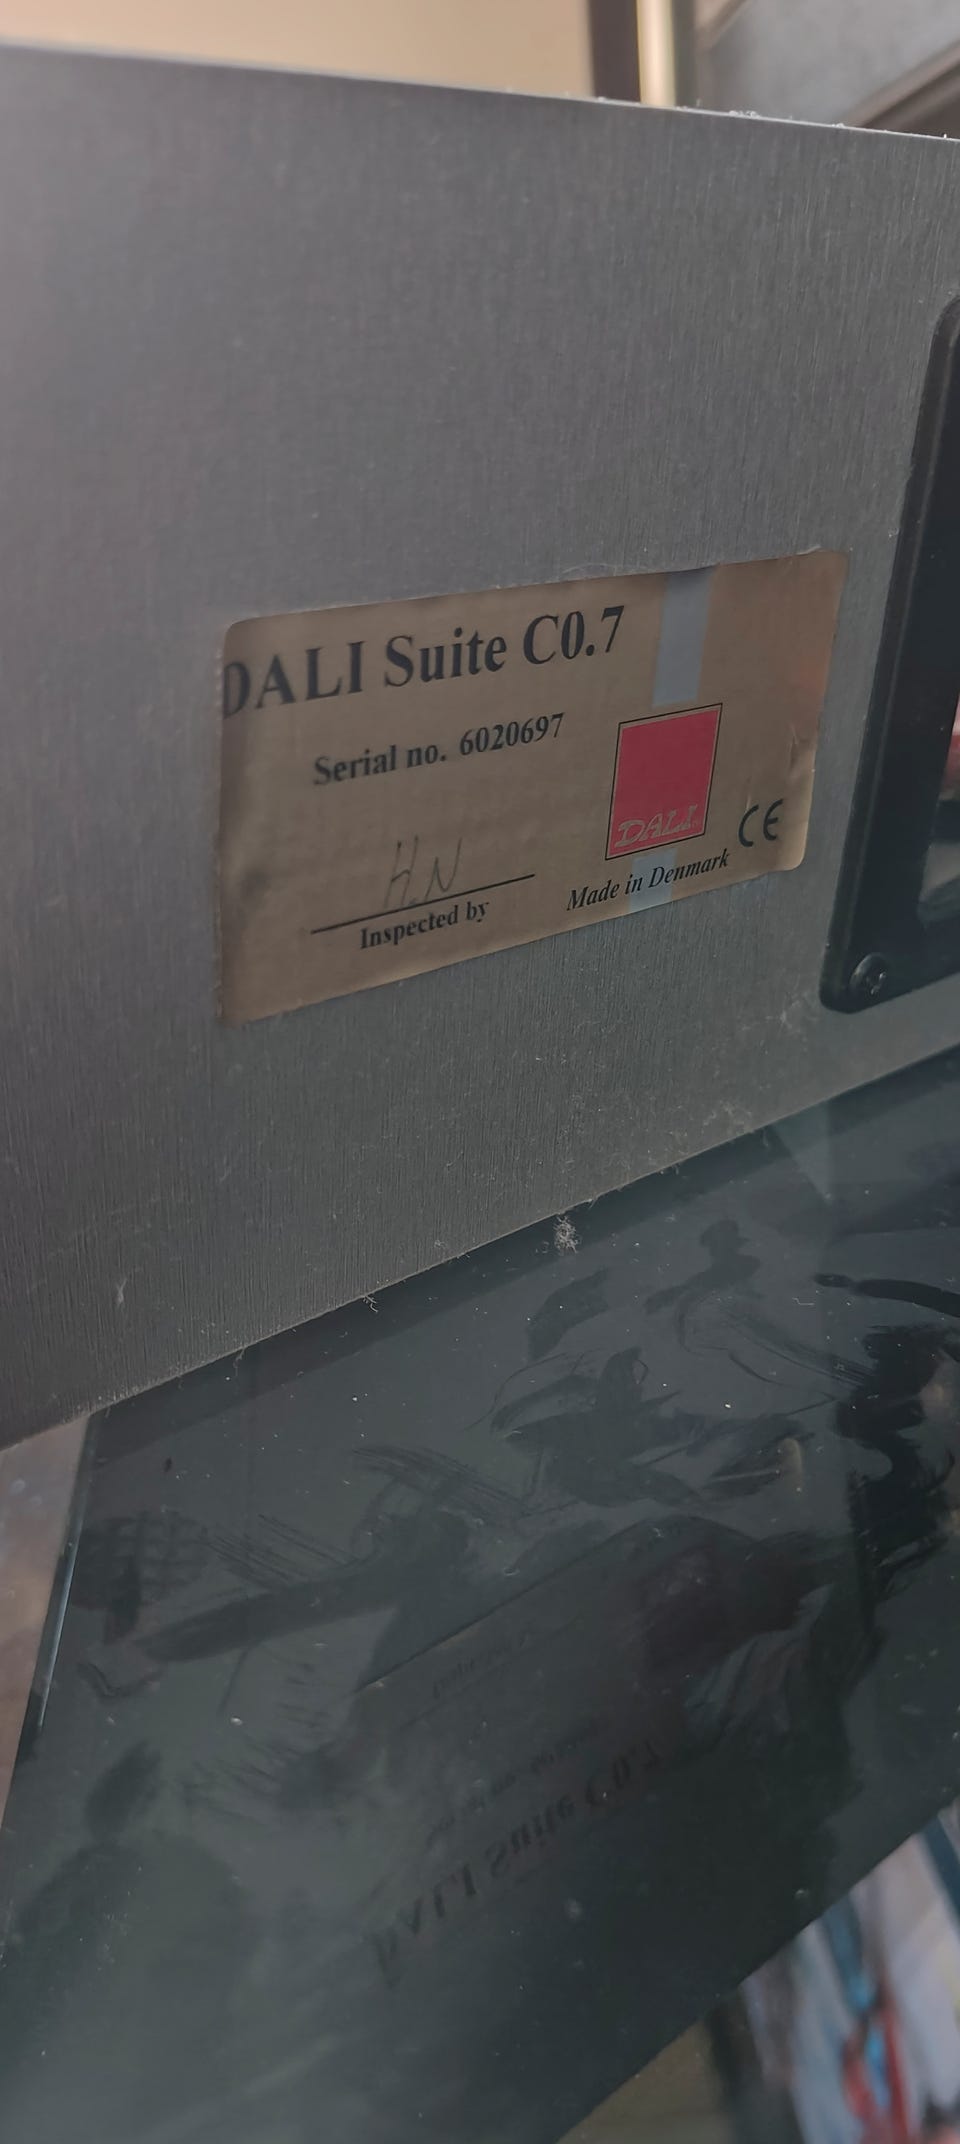 DALI Suite C0.7
Serial no. 6020697
DALI
CE
H.N
Inspected by
Made in Denmark